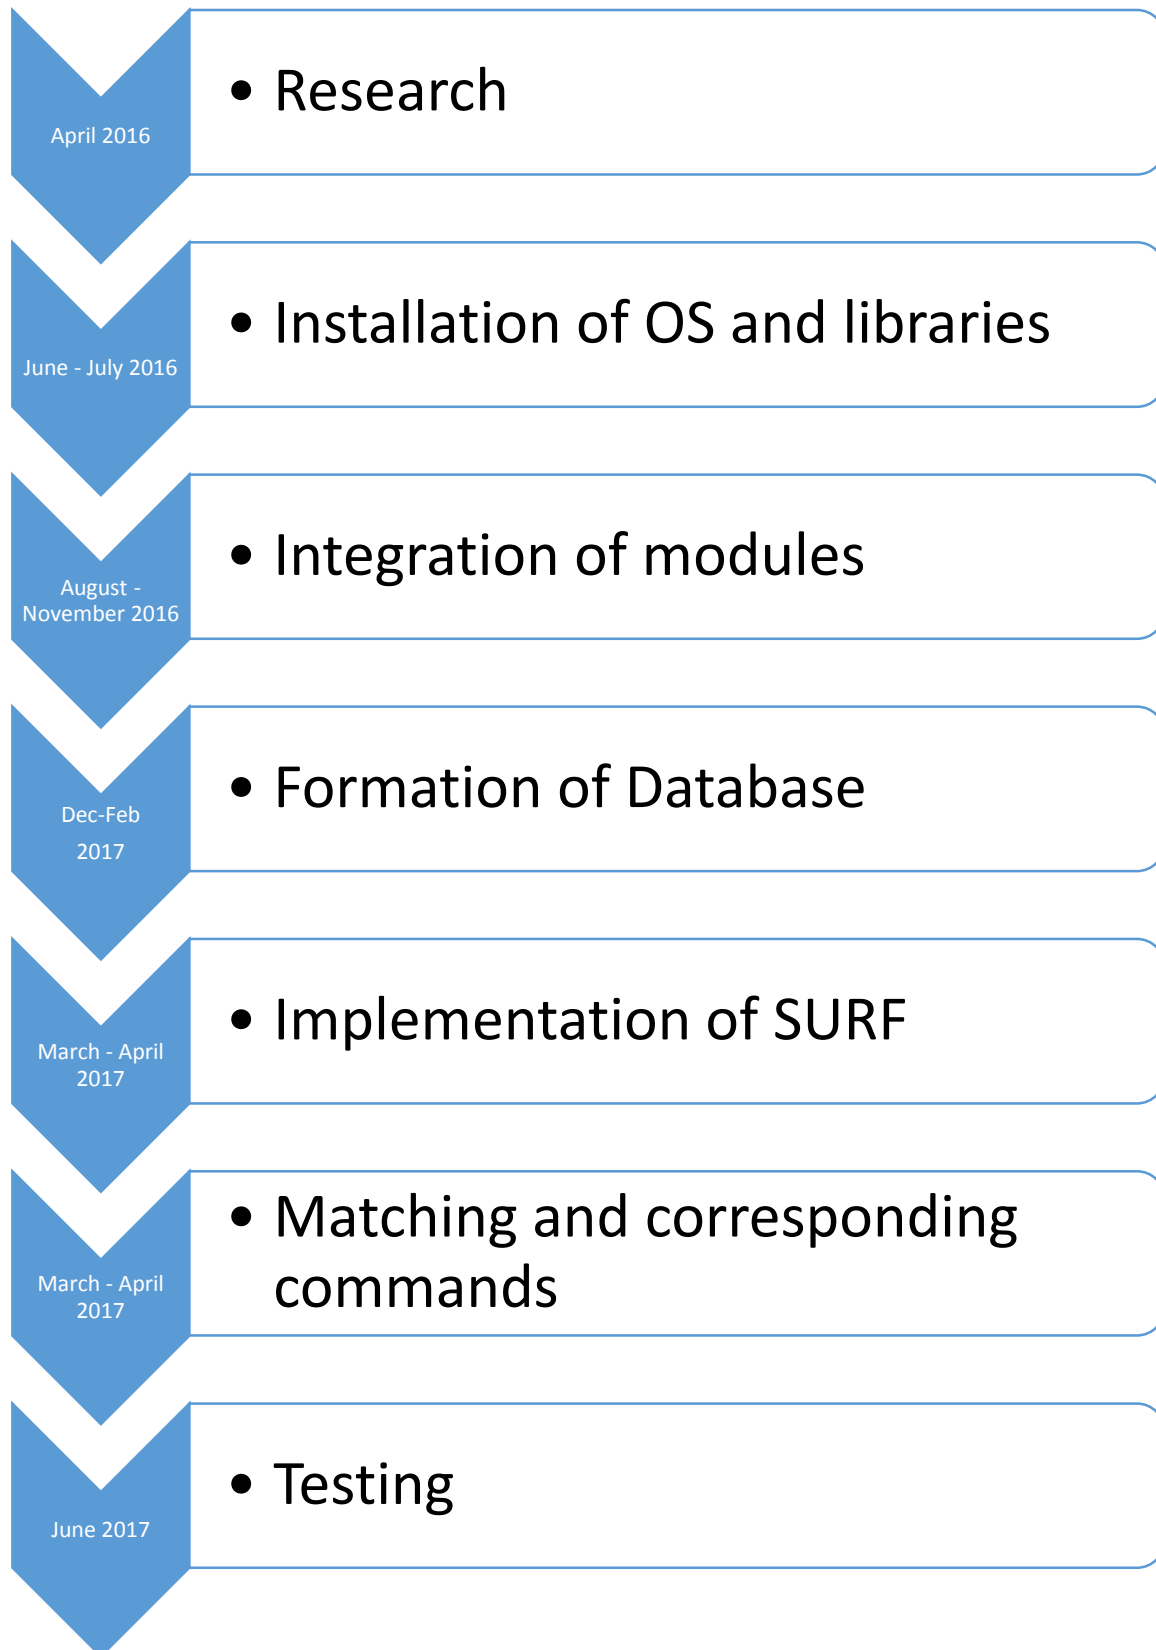 April 2016
• Research
June - July 2016
• Installation of OS and libraries
August -
November 2016
• Integration of modules
Dec-Feb
2017
• Formation of Database
March - April
2017
• Implementation of SURF
March - April
2017
• Matching and corresponding
commands
June 2017
• Testing